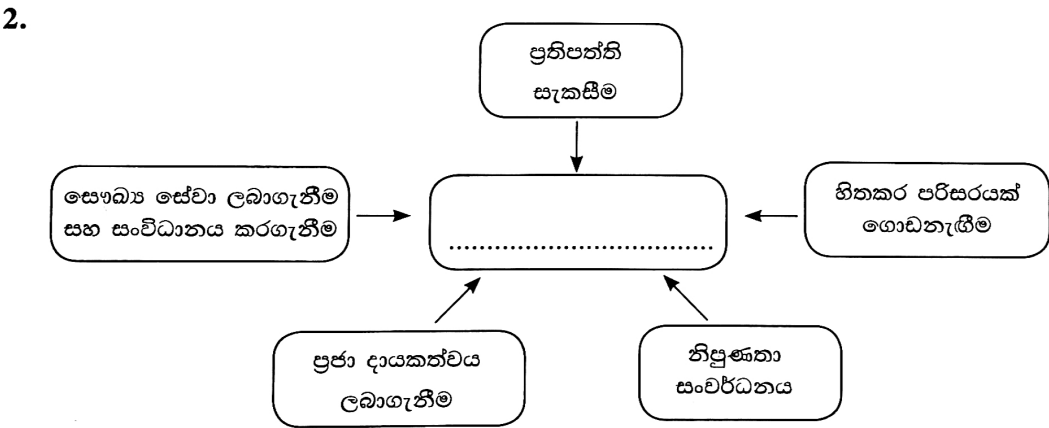 2.
ප්‍රතිපත්ති
සැකසීම
සෞඛ්‍ය සේවා ලබාගැනීම
සහ සංවිධානය කරගැනීම
හිතකර පරිසරයක්
ගොඩනැඟීම
................................
ප්‍රජා දායකත්වය
ලබාගැනීම
නිපුණතා
සංවර්ධනය